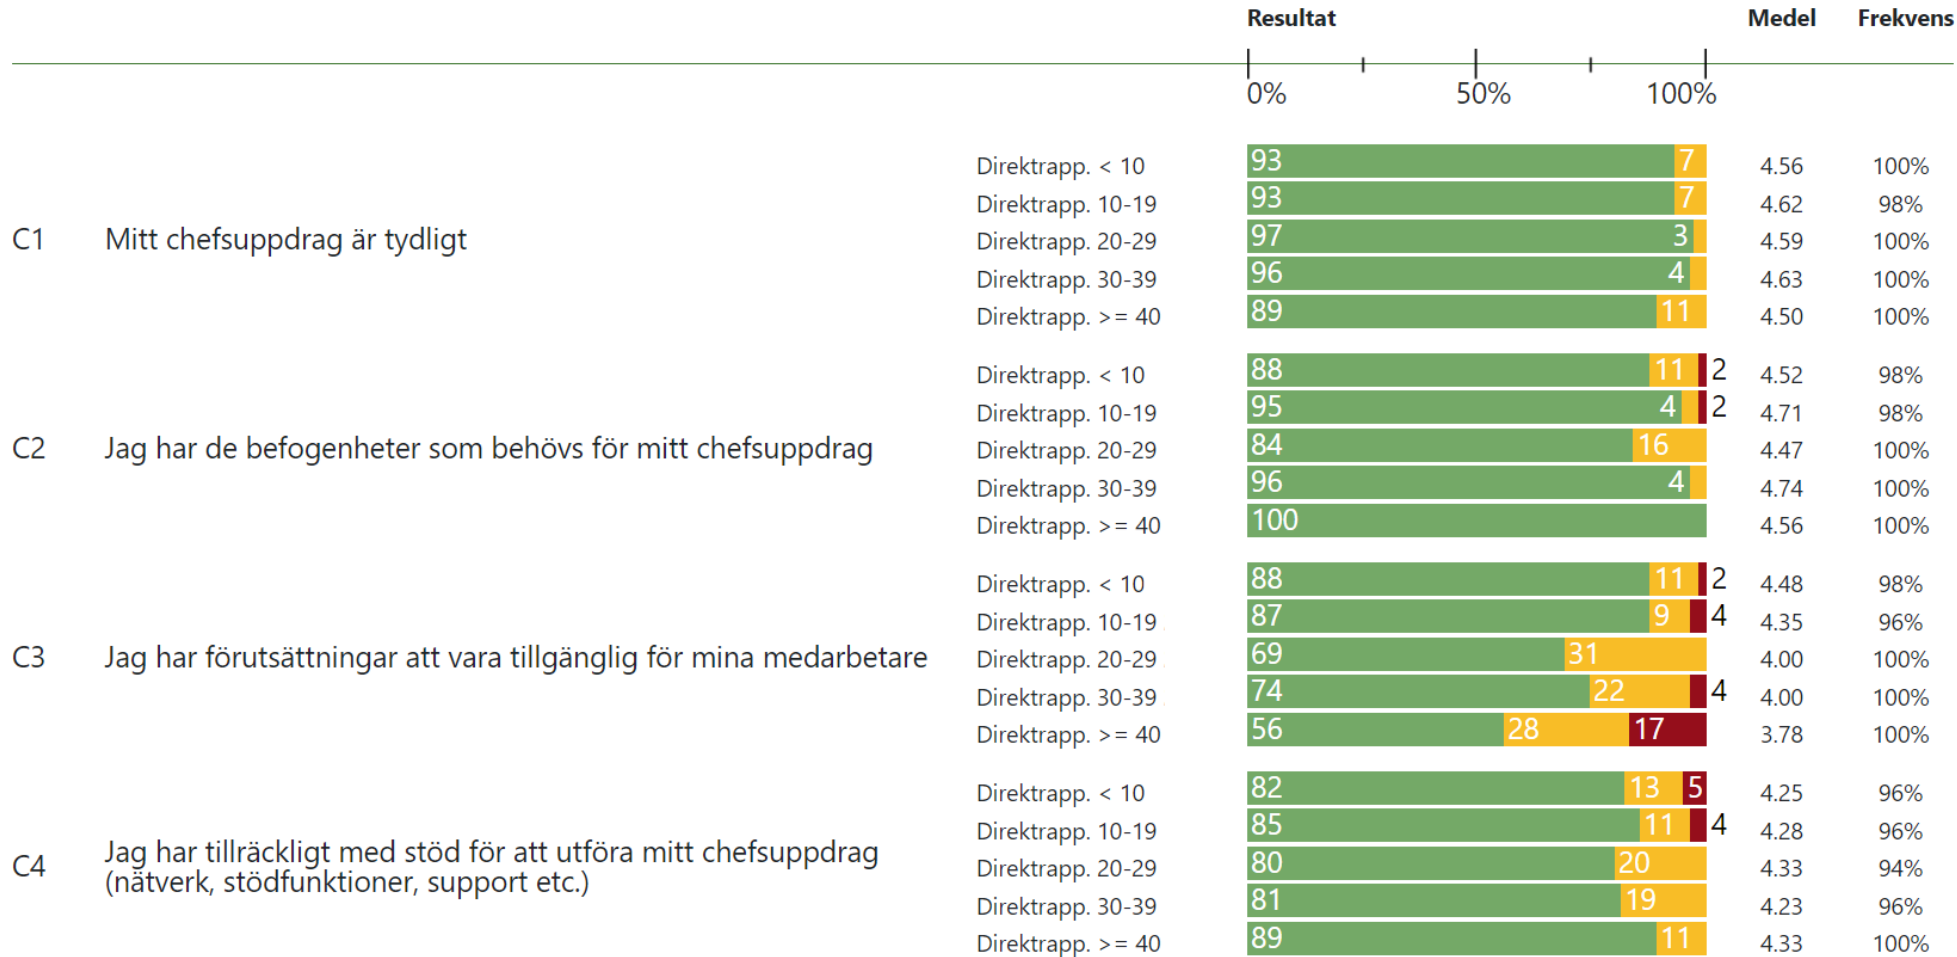 Resultat Medel Frekvens
0% 50% 100%
Direktrapp. < 10 93 7 4.56 100%
Direktrapp. 10-19 93 7 4.62 98%
C1 Mitt chefsuppdrag är tydligt Direktrapp. 20-29 97 3 4.59 100%
Direktrapp. 30-39 96 4 4.63 100%
Direktrapp. >= 40 89 11 4.50 100%
Direktrapp. < 10 88 11 2 4.52 98%
Direktrapp. 10-19 95 4 2 4.71 98%
C2 Jag har de befogenheter som behövs för mitt chefsuppdrag Direktrapp. 20-29 84 16 4.47 100%
Direktrapp. 30-39 96 4 4.74 100%
Direktrapp. >= 40 100 4.56 100%
Direktrapp. < 10 88 11 2 4.48 98%
Direktrapp. 10-19 87 9 4 4.35 96%
C3 Jag har förutsättningar att vara tillgänglig för mina medarbetare Direktrapp. 20-29 69 31 4.00 100%
Direktrapp. 30-39 74 22 4 4.00 100%
Direktrapp. >= 40 56 28 17 3.78 100%
Direktrapp. < 10 82 13 5 4.25 96%
Direktrapp. 10-19 85 11 4 4.28 96%
C4 Jag har tillräckligt med stöd för att utföra mitt chefsuppdrag
(nätverk, stödfunktioner, support etc.) Direktrapp. 20-29 80 20 4.33 94%
Direktrapp. 30-39 81 19 4.23 96%
Direktrapp. >= 40 89 11 4.33 100%